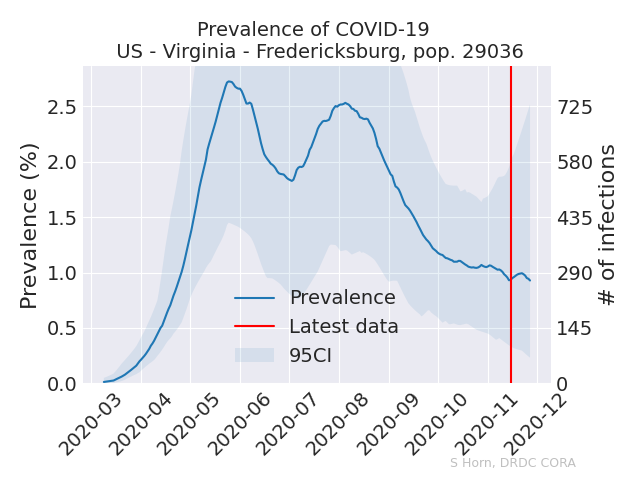 Prevalence of COVID-19
US - Virginia - Fredericksburg, pop. 29036
Prevalence (%)
2.5
2.0
1.5
1.0
0.5
0.0
725
580
435
290
145
0
# of infections
Prevalence
Latest data
95CI
2020-03
2020-04
2020-05
2020-06
2020-07
2020-08
2020-09
2020-10
2020-11
2020-12
S Horn, DRDC CORA